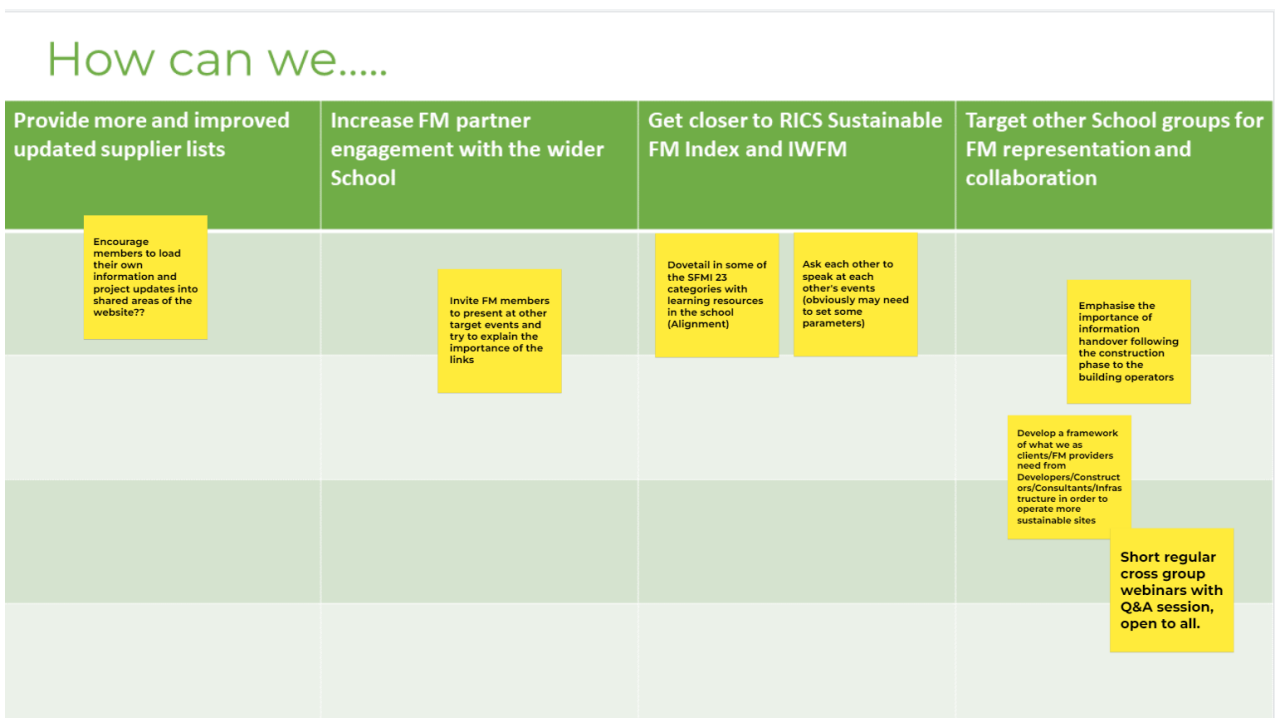 How can we.....
Provide more and improved
updated supplier lists
Increase FM partner
engagement with the wider
School
Get closer to RICS Sustainable
FM Index and IWFM
Target other School groups for
FM representation and
collaboration
Encourage
members to load
their own
information and
project updates into
shared areas of the
website??
Invite FM members
to present at other
target events and
try to explain the
importance of the
links
Dovetail in some of
the SFMI 23
categories with
learning resources
in the school
(Alignment)
Ask each other to
speak at each
other's events
(obviously may need
to set some
parameters)
Emphasise the
importance of
information
handover following
the construction
phase to the
building operators
Develop a framework
of what we as
clients/FM providers
need from
Developers/Construct
ors/Consultants/Infras
tructure in order to
operate more
sustainable sites
Short regular
cross group
webinars with
Q&A session,
open to all.